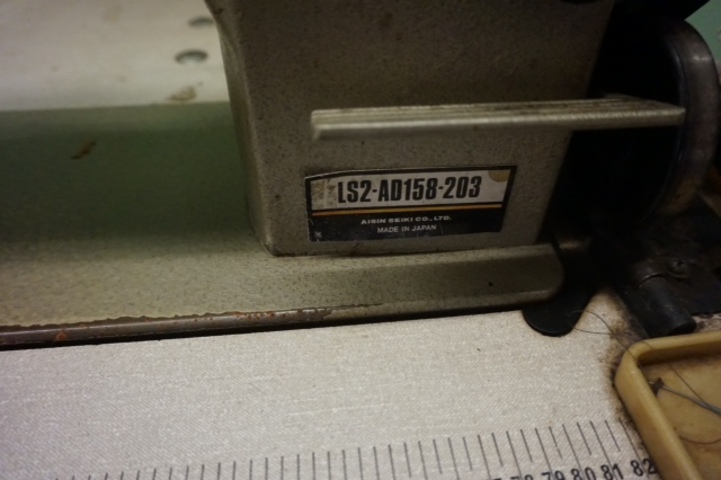 LS2-AD158-203
AISIN SEIKI CO., LTD.
MADE IN JAPAN
79 80 81 82